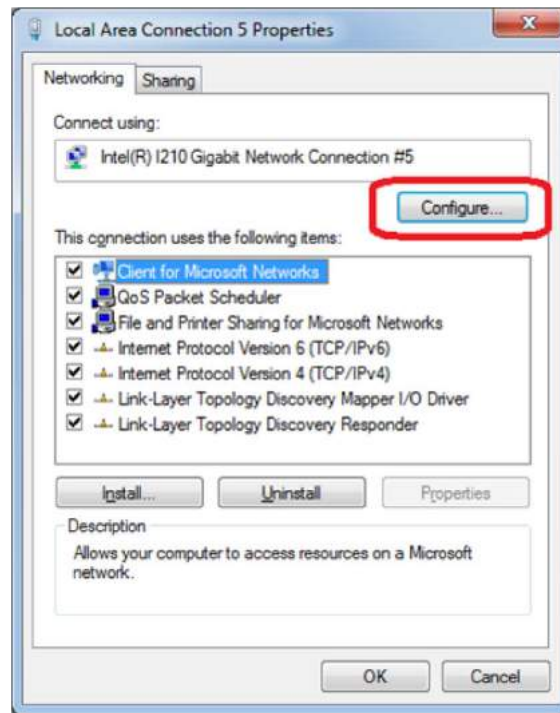 Local Area Connection 5 Properties
Networking
Sharing
Connect using:
Intel(R) I210 Gigabit Network Connection #5
Configure...
This connection uses the following items:
Client for Microsoft Networks
QoS Packet Scheduler
File and Printer Sharing for Microsoft Networks
Internet Protocol Version 6 (TCP/IPv6)
Internet Protocol Version 4 (TCP/IPv4)
Link-Layer Topology Discovery Mapper I/O Driver
Link-Layer Topology Discovery Responder
Install...
Uninstall
Properties
Description
Allows your computer to access resources on a Microsoft
network.
OK
Cancel